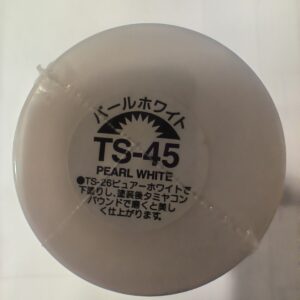 パールホワイト
TS-45
PEARL WHITE
●TS-26ピュアーホワイトで
下塗りし、塗装後タミヤコン
パウンドで磨くと美し
く仕上がります。